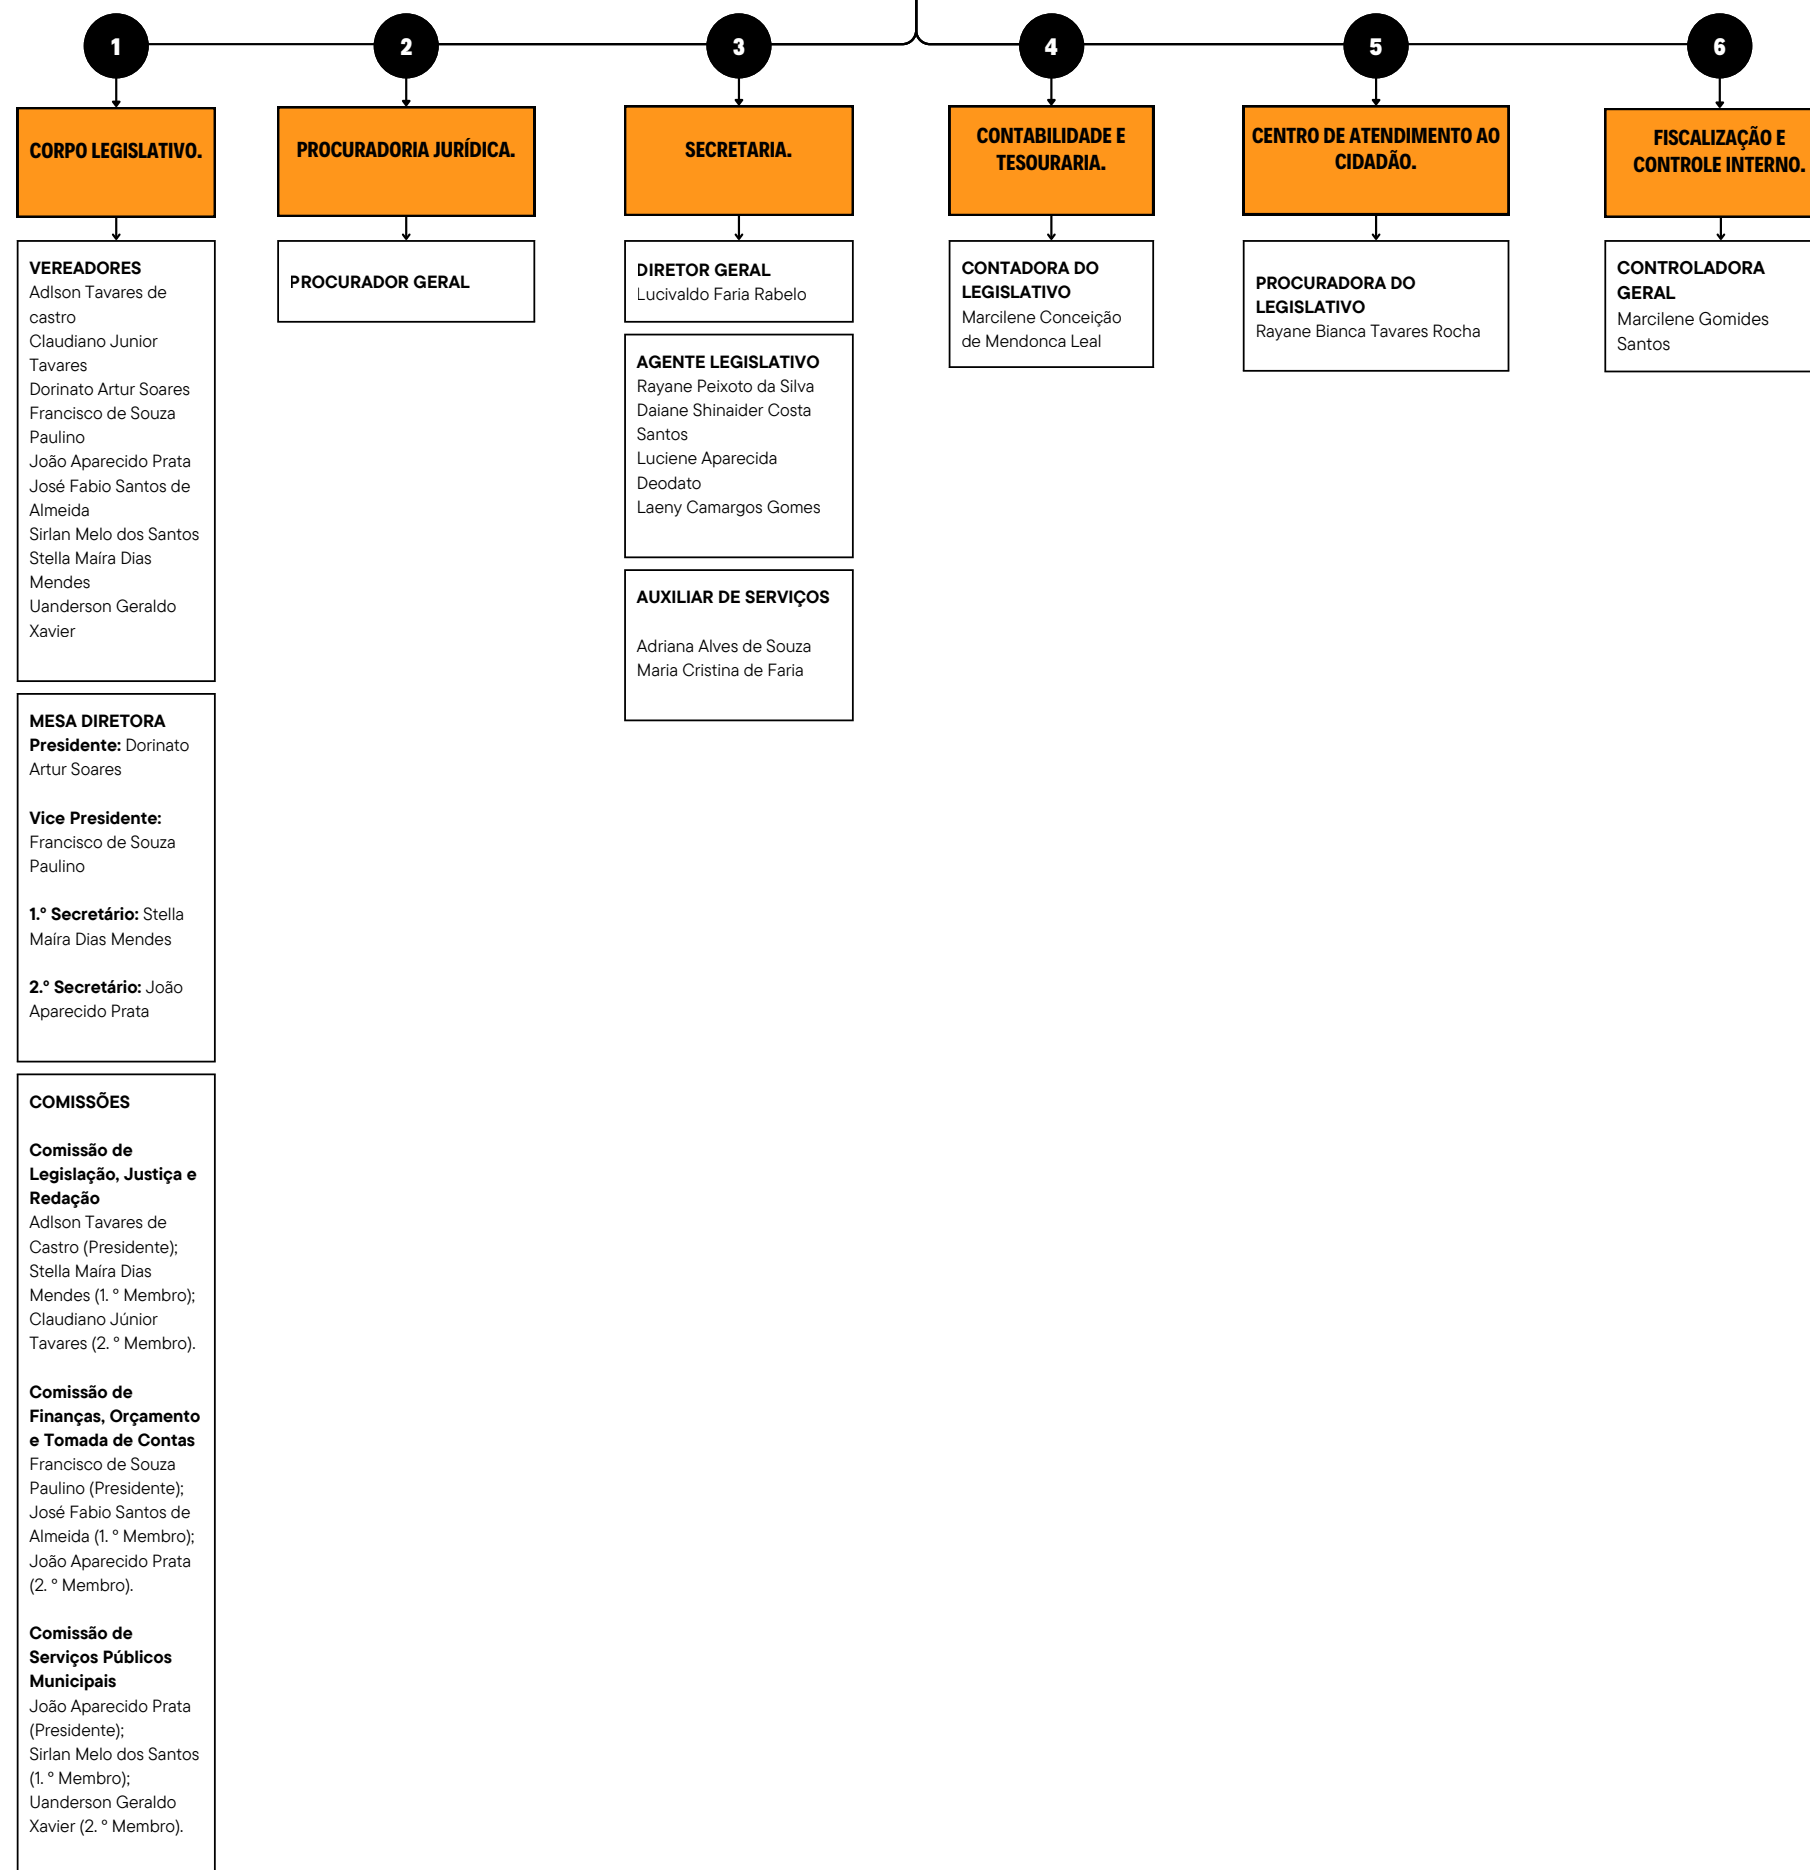 1
2
3
4
5
6
CORPO LEGISLATIVO.
PROCURADORIA JURÍDICA.
SECRETARIA.
CONTABILIDADE E
TESOURARIA.
CENTRO DE ATENDIMENTO AO
CIDADÃO.
FISCALIZAÇÃO E
CONTROLE INTERNO.
VEREADORES
Adlson Tavares de
castro
Claudiano Junior
Tavares
Dorinato Artur Soares
Francisco de Souza
Paulino
João Aparecido Prata
José Fabio Santos de
Almeida
Sirlan Melo dos Santos
Stella Maíra Dias
Mendes
Uanderson Geraldo
Xavier
MESA DIRETORA
Presidente: Dorinato
Artur Soares
Vice Presidente:
Francisco de Souza
Paulino
1.º Secretário: Stella
Maíra Dias Mendes
2.º Secretário: João
Aparecido Prata
COMISSÕES
Comissão de
Legislação, Justiça e
Redação
Adlson Tavares de
Castro (Presidente);
Stella Maíra Dias
Mendes (1. º Membro);
Claudiano Júnior
Tavares (2. º Membro).
Comissão de
Finanças, Orçamento
e Tomada de Contas
Francisco de Souza
Paulino (Presidente);
José Fabio Santos de
Almeida (1. º Membro);
João Aparecido Prata
(2. º Membro).
Comissão de
Serviços Públicos
Municipais
João Aparecido Prata
(Presidente);
Sirlan Melo dos Santos
(1. º Membro);
Uanderson Geraldo
Xavier (2. º Membro).
PROCURADOR GERAL
DIRETOR GERAL
Lucivaldo Faria Rabelo
AGENTE LEGISLATIVO
Rayane Peixoto da Silva
Daiane Shinaider Costa
Santos
Luciene Aparecida
Deodato
Laeny Camargos Gomes
AUXILIAR DE SERVIÇOS
Adriana Alves de Souza
Maria Cristina de Faria
CONTADORA DO
LEGISLATIVO
Marcilene Conceição
de Mendonca Leal
PROCURADORA DO
LEGISLATIVO
Rayane Bianca Tavares Rocha
CONTROLADORA
GERAL
Marcilene Gomides
Santos